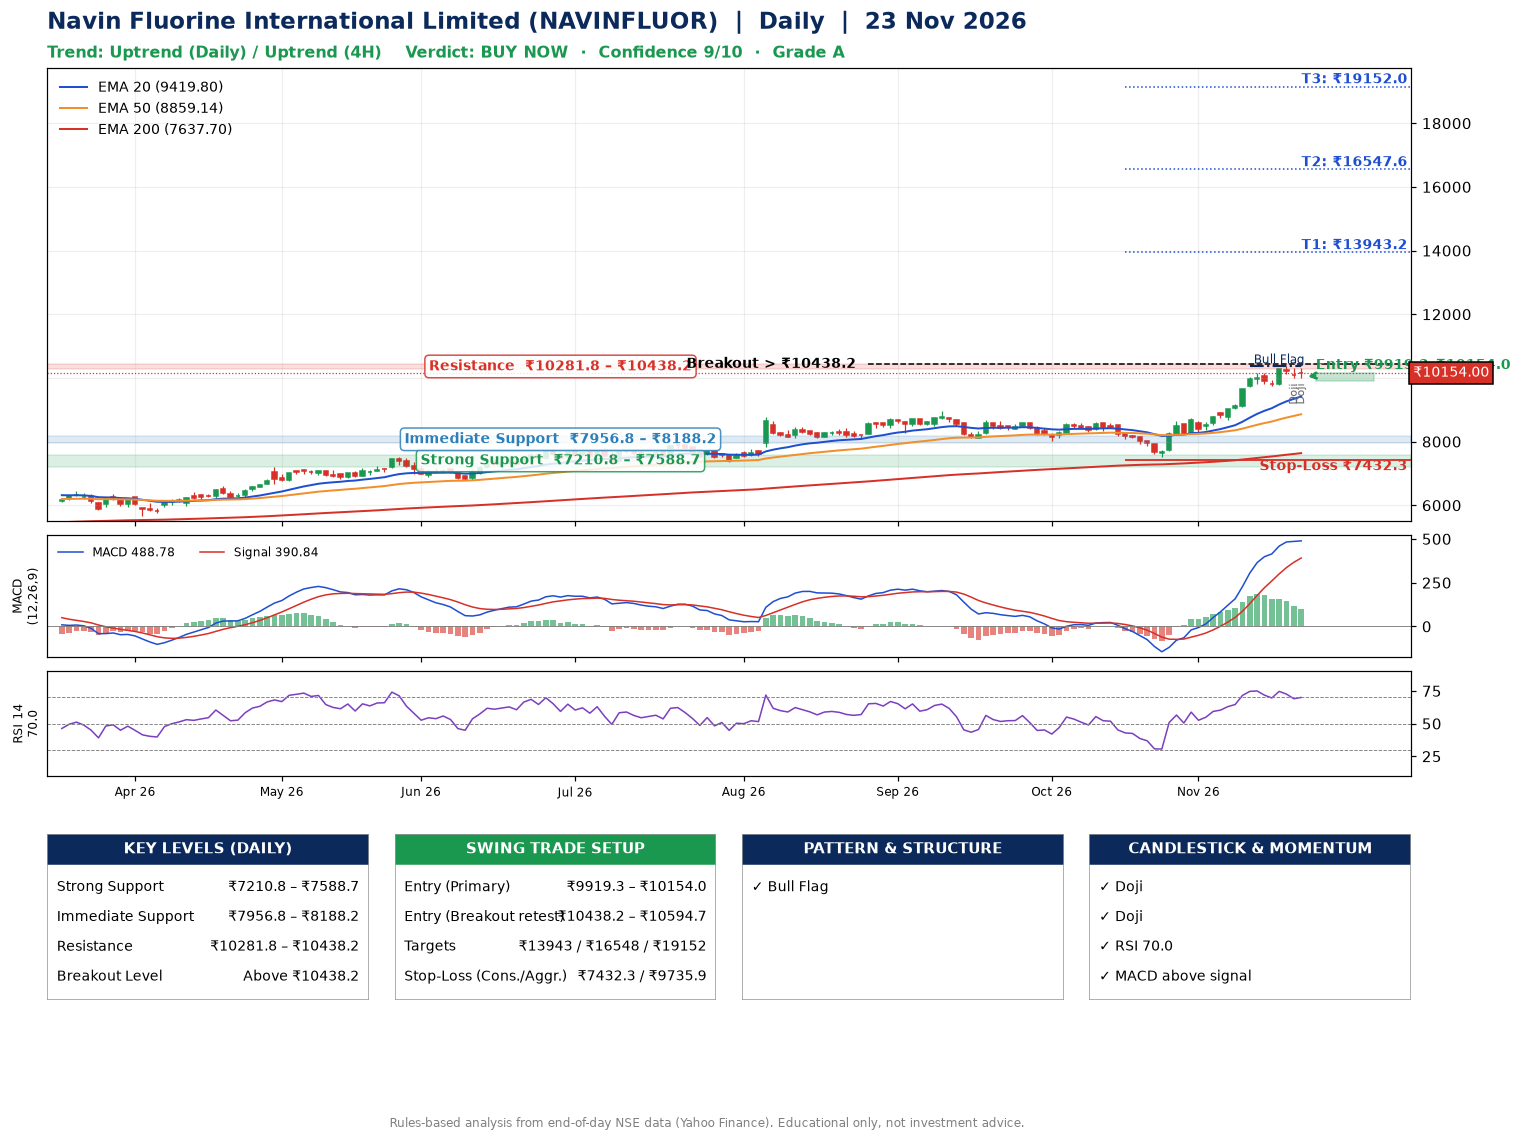 Navin Fluorine International Limited (NAVINFLUOR) | Daily | 23 Nov 2026
Trend: Uptrend (Daily) / Uptrend (4H) Verdict: BUY NOW · Confidence 9/10 · Grade A
EMA 20 (9419.80)
EMA 50 (8859.14)
EMA 200 (7637.70)
T3: ₹19152.0
18000
T2: ₹16547.6
16000
T1: ₹13943.2
14000
12000
Bull Flag
Resistance ₹10281.8 – ₹10438.2
Breakout > ₹10438.2
Entry ₹9919.3–₹10154.0
₹10154.00
Doji
Doji
Immediate Support ₹7956.8 – ₹8188.2
8000
Strong Support ₹7210.8 – ₹7588.7
Stop-Loss ₹7432.3
6000
MACD (12,26,9)
MACD 488.78
Signal 390.84
500
250
0
RSI 14
70.0
75
50
25
Apr 26
May 26
Jun 26
Jul 26
Aug 26
Sep 26
Oct 26
Nov 26
KEY LEVELS (DAILY)
Strong Support ₹7210.8 – ₹7588.7
Immediate Support ₹7956.8 – ₹8188.2
Resistance ₹10281.8 – ₹10438.2
Breakout Level Above ₹10438.2
SWING TRADE SETUP
Entry (Primary) ₹9919.3 – ₹10154.0
Entry (Breakout retest) ₹10438.2 – ₹10594.7
Targets ₹13943 / ₹16548 / ₹19152
Stop-Loss (Cons./Aggr.) ₹7432.3 / ₹9735.9
PATTERN & STRUCTURE
✓ Bull Flag
CANDLESTICK & MOMENTUM
✓ Doji
✓ Doji
✓ RSI 70.0
✓ MACD above signal
Rules-based analysis from end-of-day NSE data (Yahoo Finance). Educational only, not investment advice.